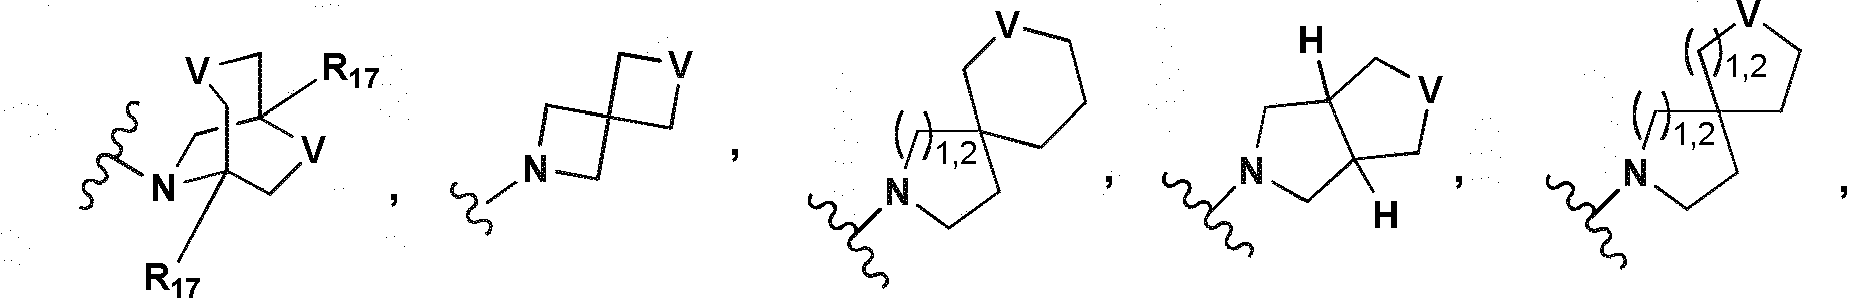 V R17 V N R17 ,
V N ,
V ( ) 1,2 N ,
H V N H ,
V ( ) 1,2 ( ) 1,2 N ,